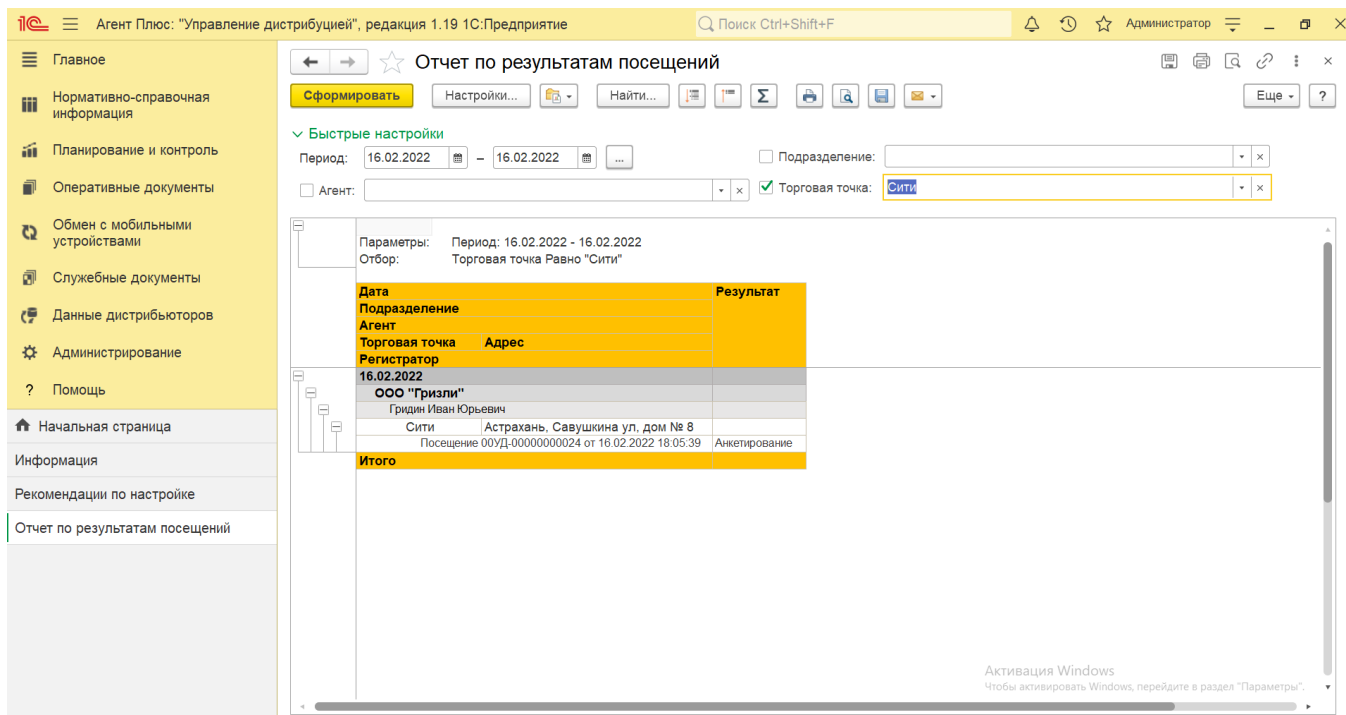 Агент Плюс: "Управление дистрибуцией", редакция 1.19 1С:Предприятие
Поиск Ctrl+Shift+F
Администратор
Главное
Нормативно-справочная
информация
Планирование и контроль
Оперативные документы
Обмен с мобильными
устройствами
Служебные документы
Данные дистрибьюторов
Администрирование
? Помощь
Начальная страница
Информация
Рекомендации по настройке
Отчет по результатам посещений
Отчет по результатам посещений
Сформировать Настройки... Найти... Σ Еще ?
Быстрые настройки
Период: 16.02.2022 – 16.02.2022 ... Подразделение:
Агент: Торговая точка: Сити
Параметры: Период: 16.02.2022 - 16.02.2022
Отбор: Торговая точка Равно "Сити"
Дата Результат
Подразделение
Агент
Торговая точка Адрес
Регистратор
16.02.2022
ООО "Гризли"
Гридин Иван Юрьевич
Сити Астрахань, Савушкина ул, дом № 8
Посещение 00УД-00000000024 от 16.02.2022 18:05:39 Анкетирование
Итого
Активация Windows
Чтобы активировать Windows, перейдите в раздел "Параметры".